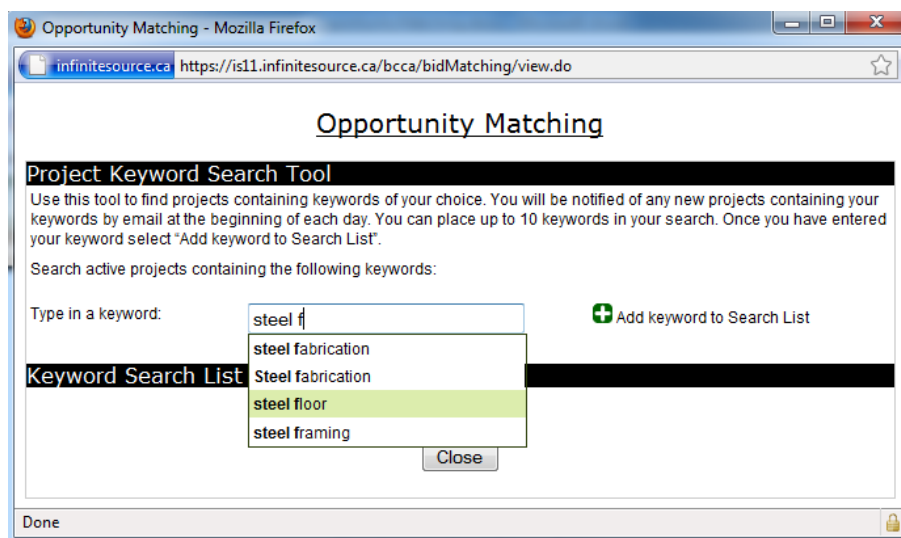 Opportunity Matching - Mozilla Firefox
infinitesource.ca https://is11.infinitesource.ca/bcca/bidMatching/view.do
Opportunity Matching
Project Keyword Search Tool
Use this tool to find projects containing keywords of your choice. You will be notified of any new projects containing your
keywords by email at the beginning of each day. You can place up to 10 keywords in your search. Once you have entered
your keyword select “Add keyword to Search List”.
Search active projects containing the following keywords:
Type in a keyword: steel f Add keyword to Search List
steel fabrication
Keyword Search List Steel fabrication
steel floor
steel framing
Close
Done